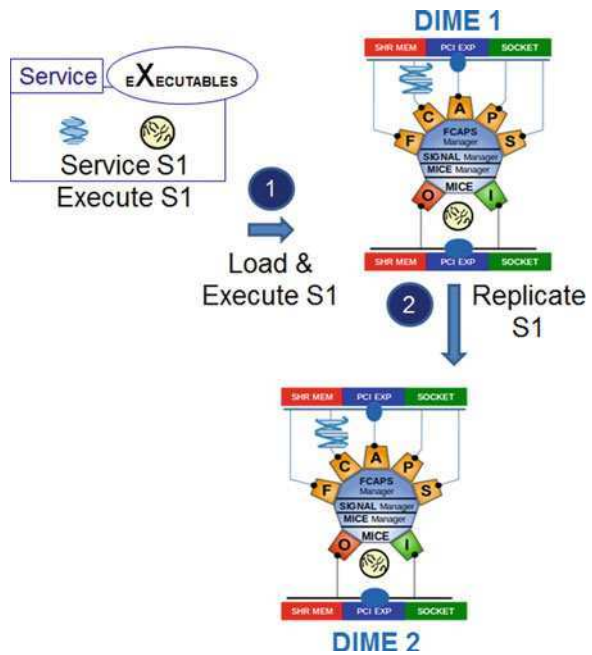 DIME 1
SHR MEM PCI EXP SOCKET
Service
eXECUTABLES
Service S1
Execute S1
F C A P S
FCAPS
Manager
SIGNAL Manager
MICE Manager
O MICE I
SHR MEM PCI EXP SOCKET
1
Load &
Execute S1
2
Replicate
S1
SHR MEM PCI EXP SOCKET
F C A P S
FCAPS
Manager
SIGNAL Manager
MICE Manager
O MICE I
SHR MEM PCI EXP SOCKET
DIME 2